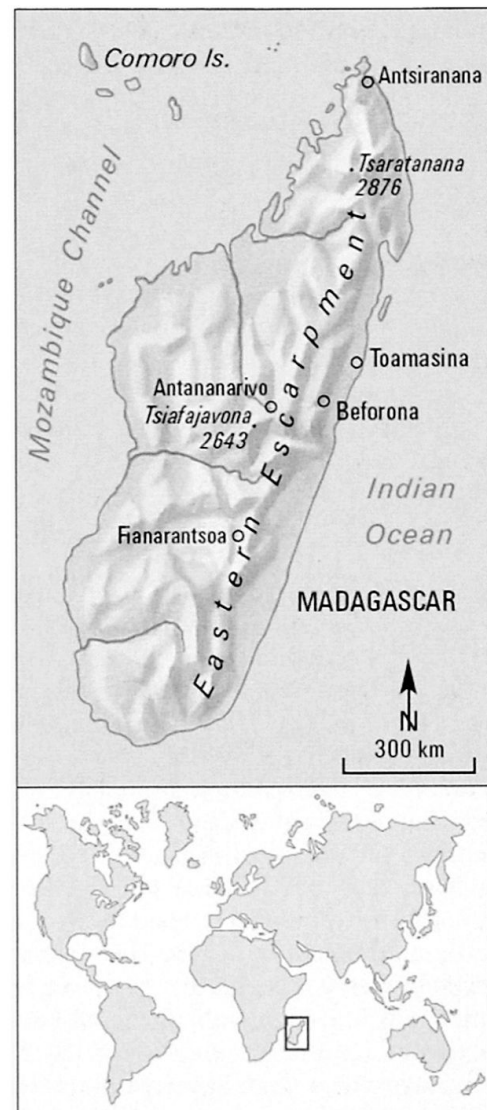 Comoro Is.
Antsiranana
Tsaratanana
2876
Mozambique Channel
Eastern Escarpment
Toamasina
Antananarivo
Tsiafajavona
2643
Beforona
Indian
Ocean
Fianarantsoa
MADAGASCAR
N
300 km